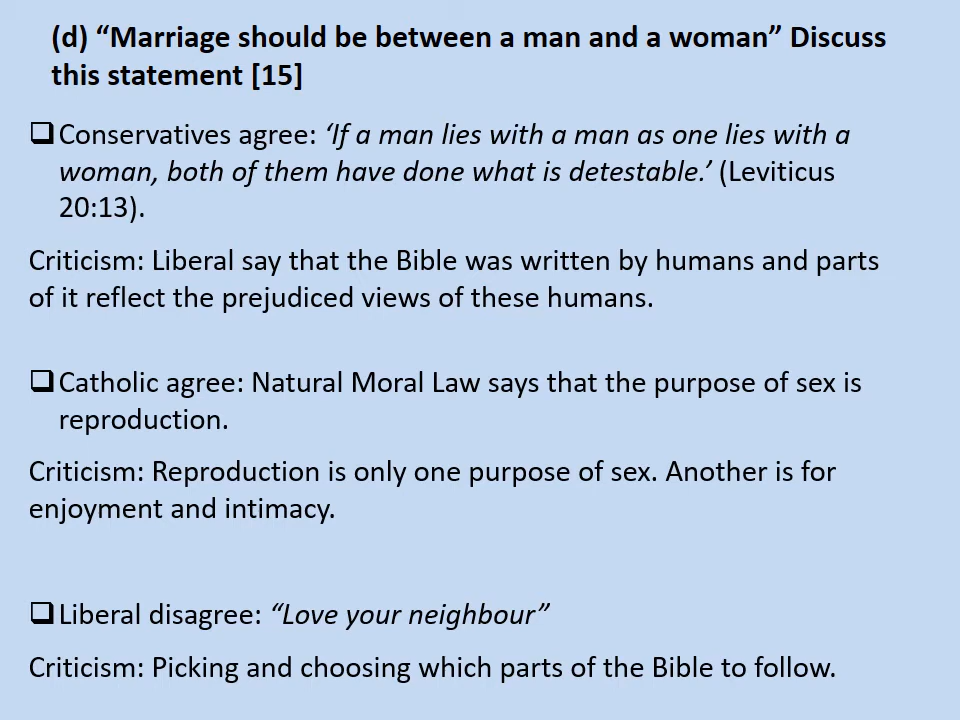 (d) “Marriage should be between a man and a woman” Discuss
this statement [15]
❑Conservatives agree: ‘If a man lies with a man as one lies with a
woman, both of them have done what is detestable.’ (Leviticus
20:13).
Criticism: Liberal say that the Bible was written by humans and parts
of it reflect the prejudiced views of these humans.
❑Catholic agree: Natural Moral Law says that the purpose of sex is
reproduction.
Criticism: Reproduction is only one purpose of sex. Another is for
enjoyment and intimacy.
❑Liberal disagree: “Love your neighbour”
Criticism: Picking and choosing which parts of the Bible to follow.